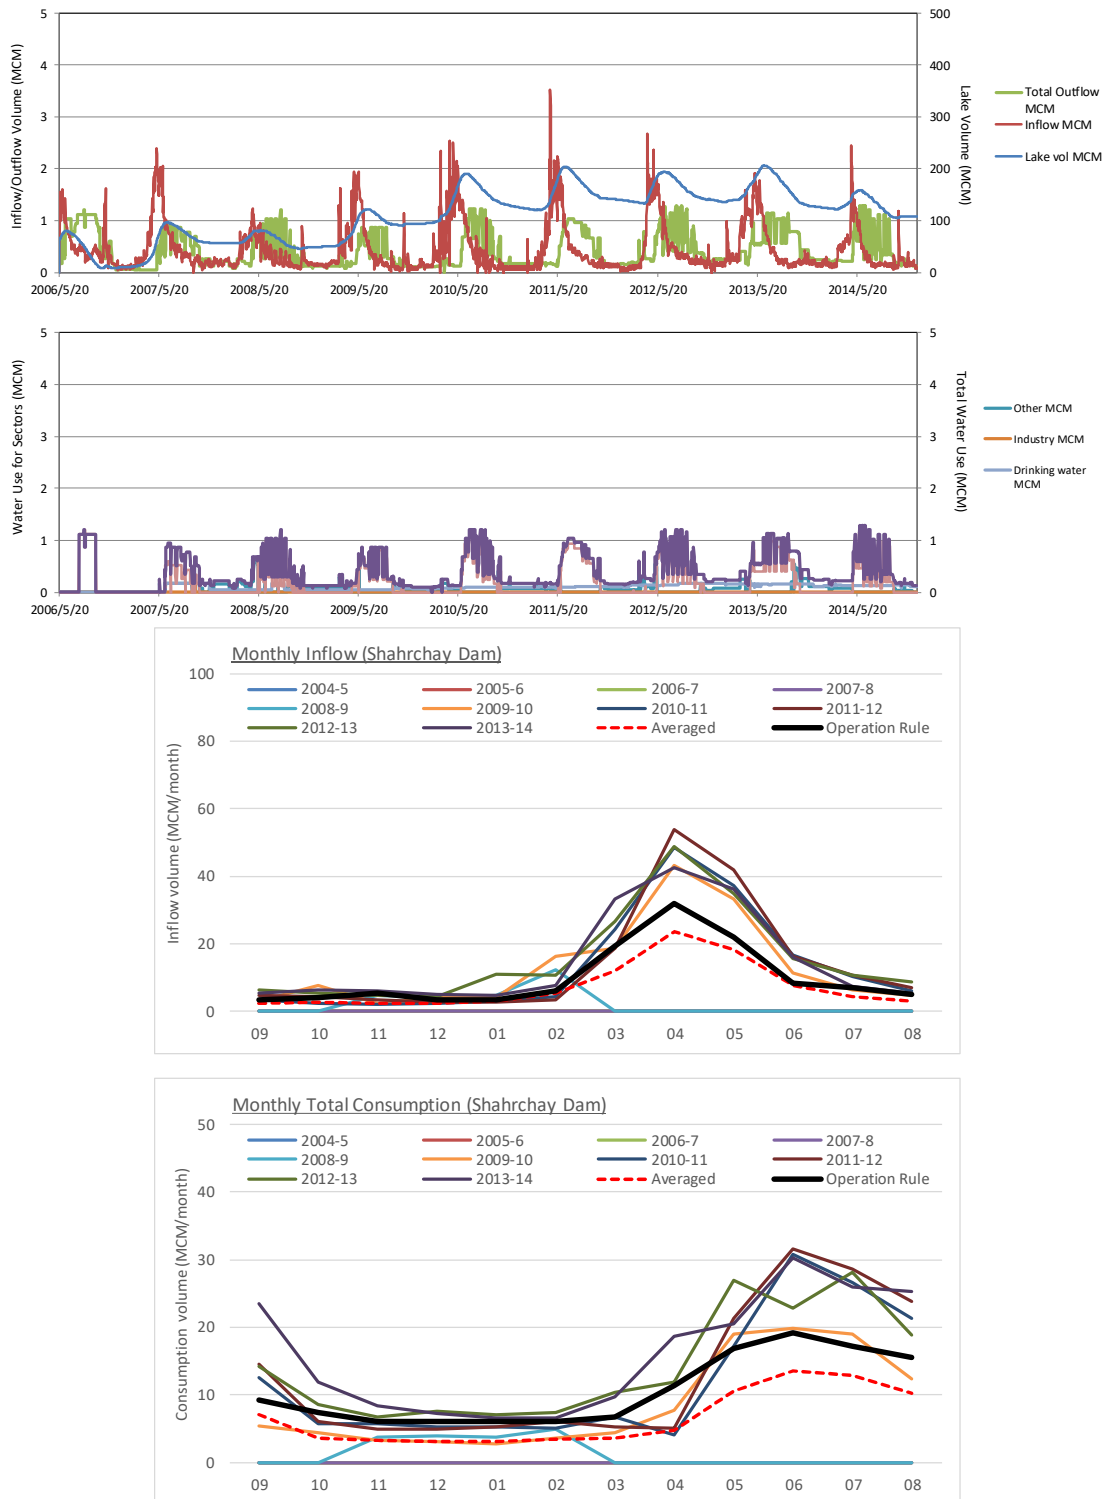 5
4
3
2
1
0
Inflow/Outflow Volume (MCM)
500
400
300
200
100
0
Lake Volume (MCM)
Total Outflow
MCM
Inflow MCM
Lake vol MCM
2006/5/20 2007/5/20 2008/5/20 2009/5/20 2010/5/20 2011/5/20 2012/5/20 2013/5/20 2014/5/20
5
4
3
2
1
0
Water Use for Sectors (MCM)
5
4
3
2
1
0
Total Water Use (MCM)
Other MCM
Industry MCM
Drinking water
MCM
2006/5/20 2007/5/20 2008/5/20 2009/5/20 2010/5/20 2011/5/20 2012/5/20 2013/5/20 2014/5/20
Monthly Inflow (Shahrchay Dam)
100
80
60
40
20
0
Inflow volume (MCM/month)
2004-5 2005-6 2006-7 2007-8
2008-9 2009-10 2010-11 2011-12
2012-13 2013-14 Averaged Operation Rule
09 10 11 12 01 02 03 04 05 06 07 08
Monthly Total Consumption (Shahrchay Dam)
50
40
30
20
10
0
Consumption volume (MCM/month)
2004-5 2005-6 2006-7 2007-8
2008-9 2009-10 2010-11 2011-12
2012-13 2013-14 Averaged Operation Rule
09 10 11 12 01 02 03 04 05 06 07 08